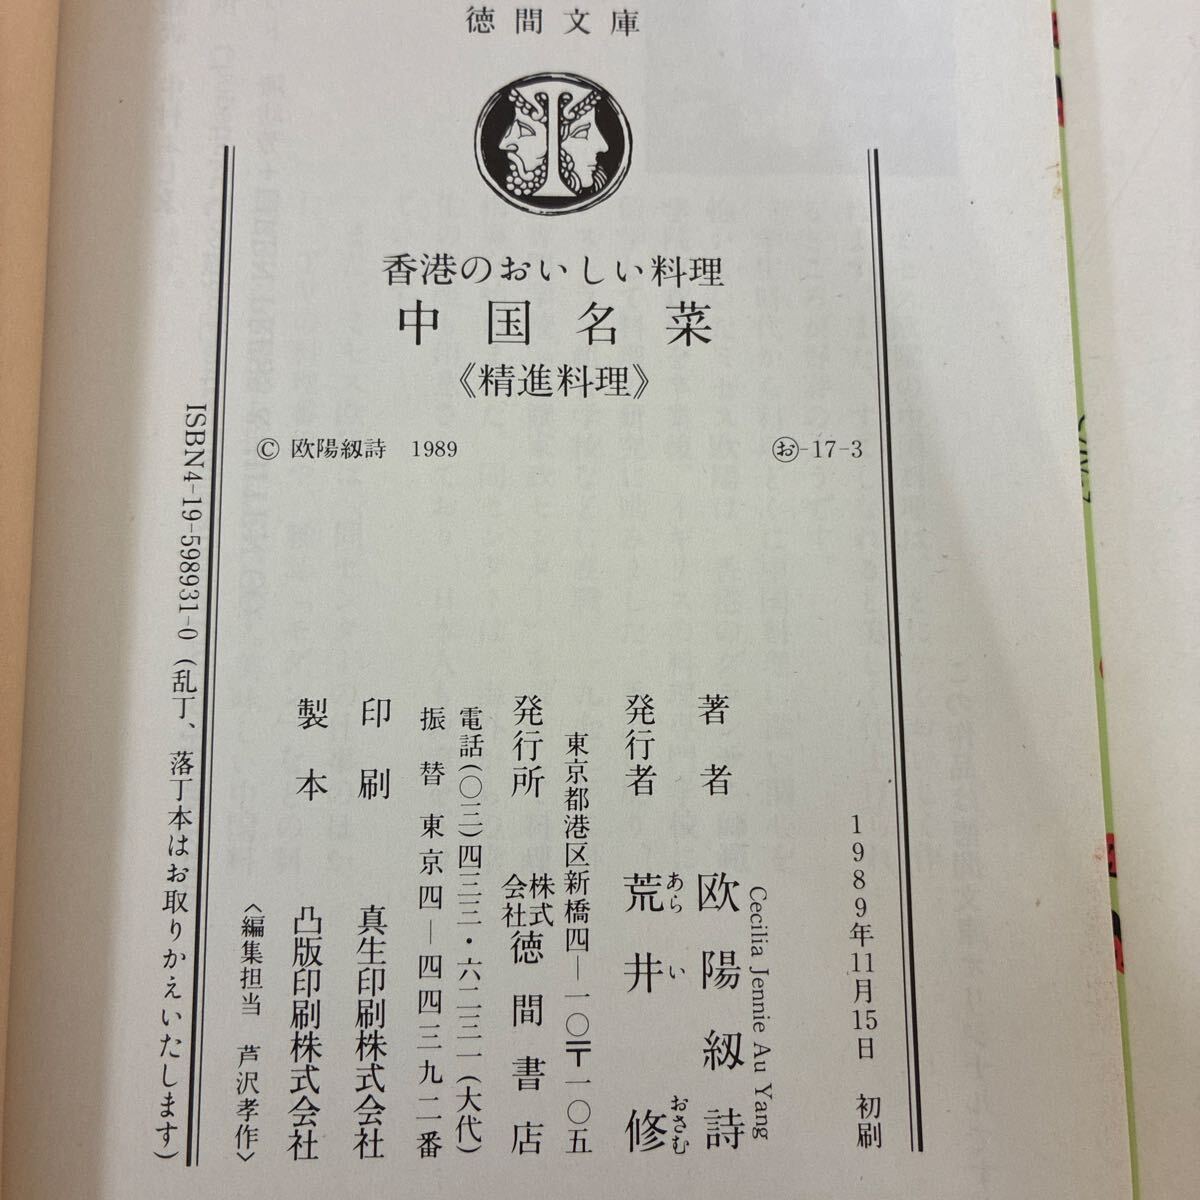 徳間文庫
香港のおいしい料理
中国名菜
《精進料理》
© 欧陽紉詩 1989
お-17-3
1989年11月15日 初刷
著者 欧陽紉詩
Cecilia Jennie Au Yang
発行者 荒井修
あらい おさむ
東京都港区新橋四―一〇〒一〇五
発行所 株式会社徳間書店
電話(〇三)四三三・六二三一(大代)
振替 東京四―四四三九二番
印刷 真生印刷株式会社
製本 凸版印刷株式会社
〈編集担当 芦沢孝作〉
ISBN4-19-598931-0 (乱丁、落丁本はお取りかえいたします)